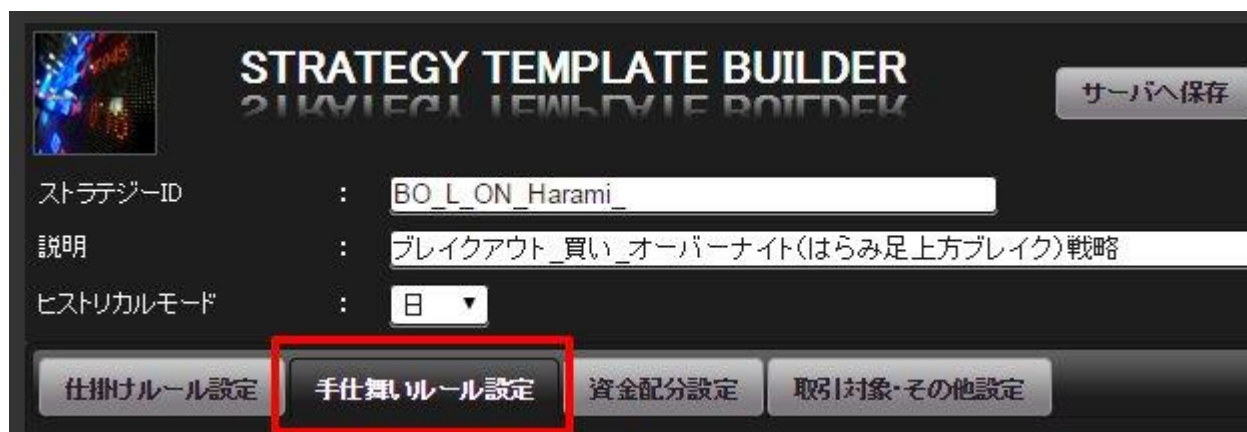 STRATEGY TEMPLATE BUILDER
サーバへ保存
ストラテジーID : BO_L_ON_Harami_
説明 : ブレイクアウト_買い_オーバーナイト(はらみ足上方ブレイク)戦略
ヒストリカルモード : 日 ▼
仕掛けルール設定 手仕舞いルール設定 資金配分設定 取引対象・その他設定